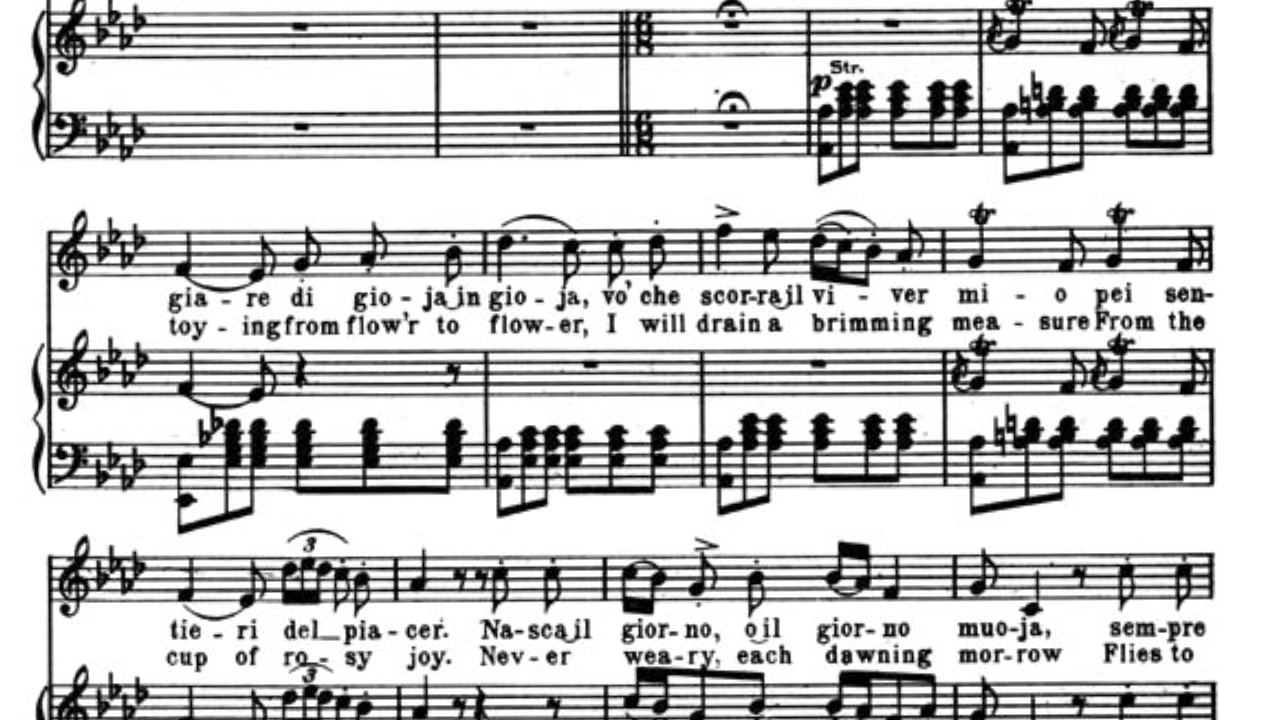 p Str.
gia - re di gio - ja in gio - ja, vo' che scor-ra il vi - ver mi - o pei sen-
toy - ing from flow'r to flow-er, I will drain a brimming mea - sure From the
3
tie - ri del pia - cer. Na-sca il gior-no, o il gior-no muo-ja, sem-pre
cup of ro - sy joy. Nev-er wea-ry, each dawning mor-row Flies to
3